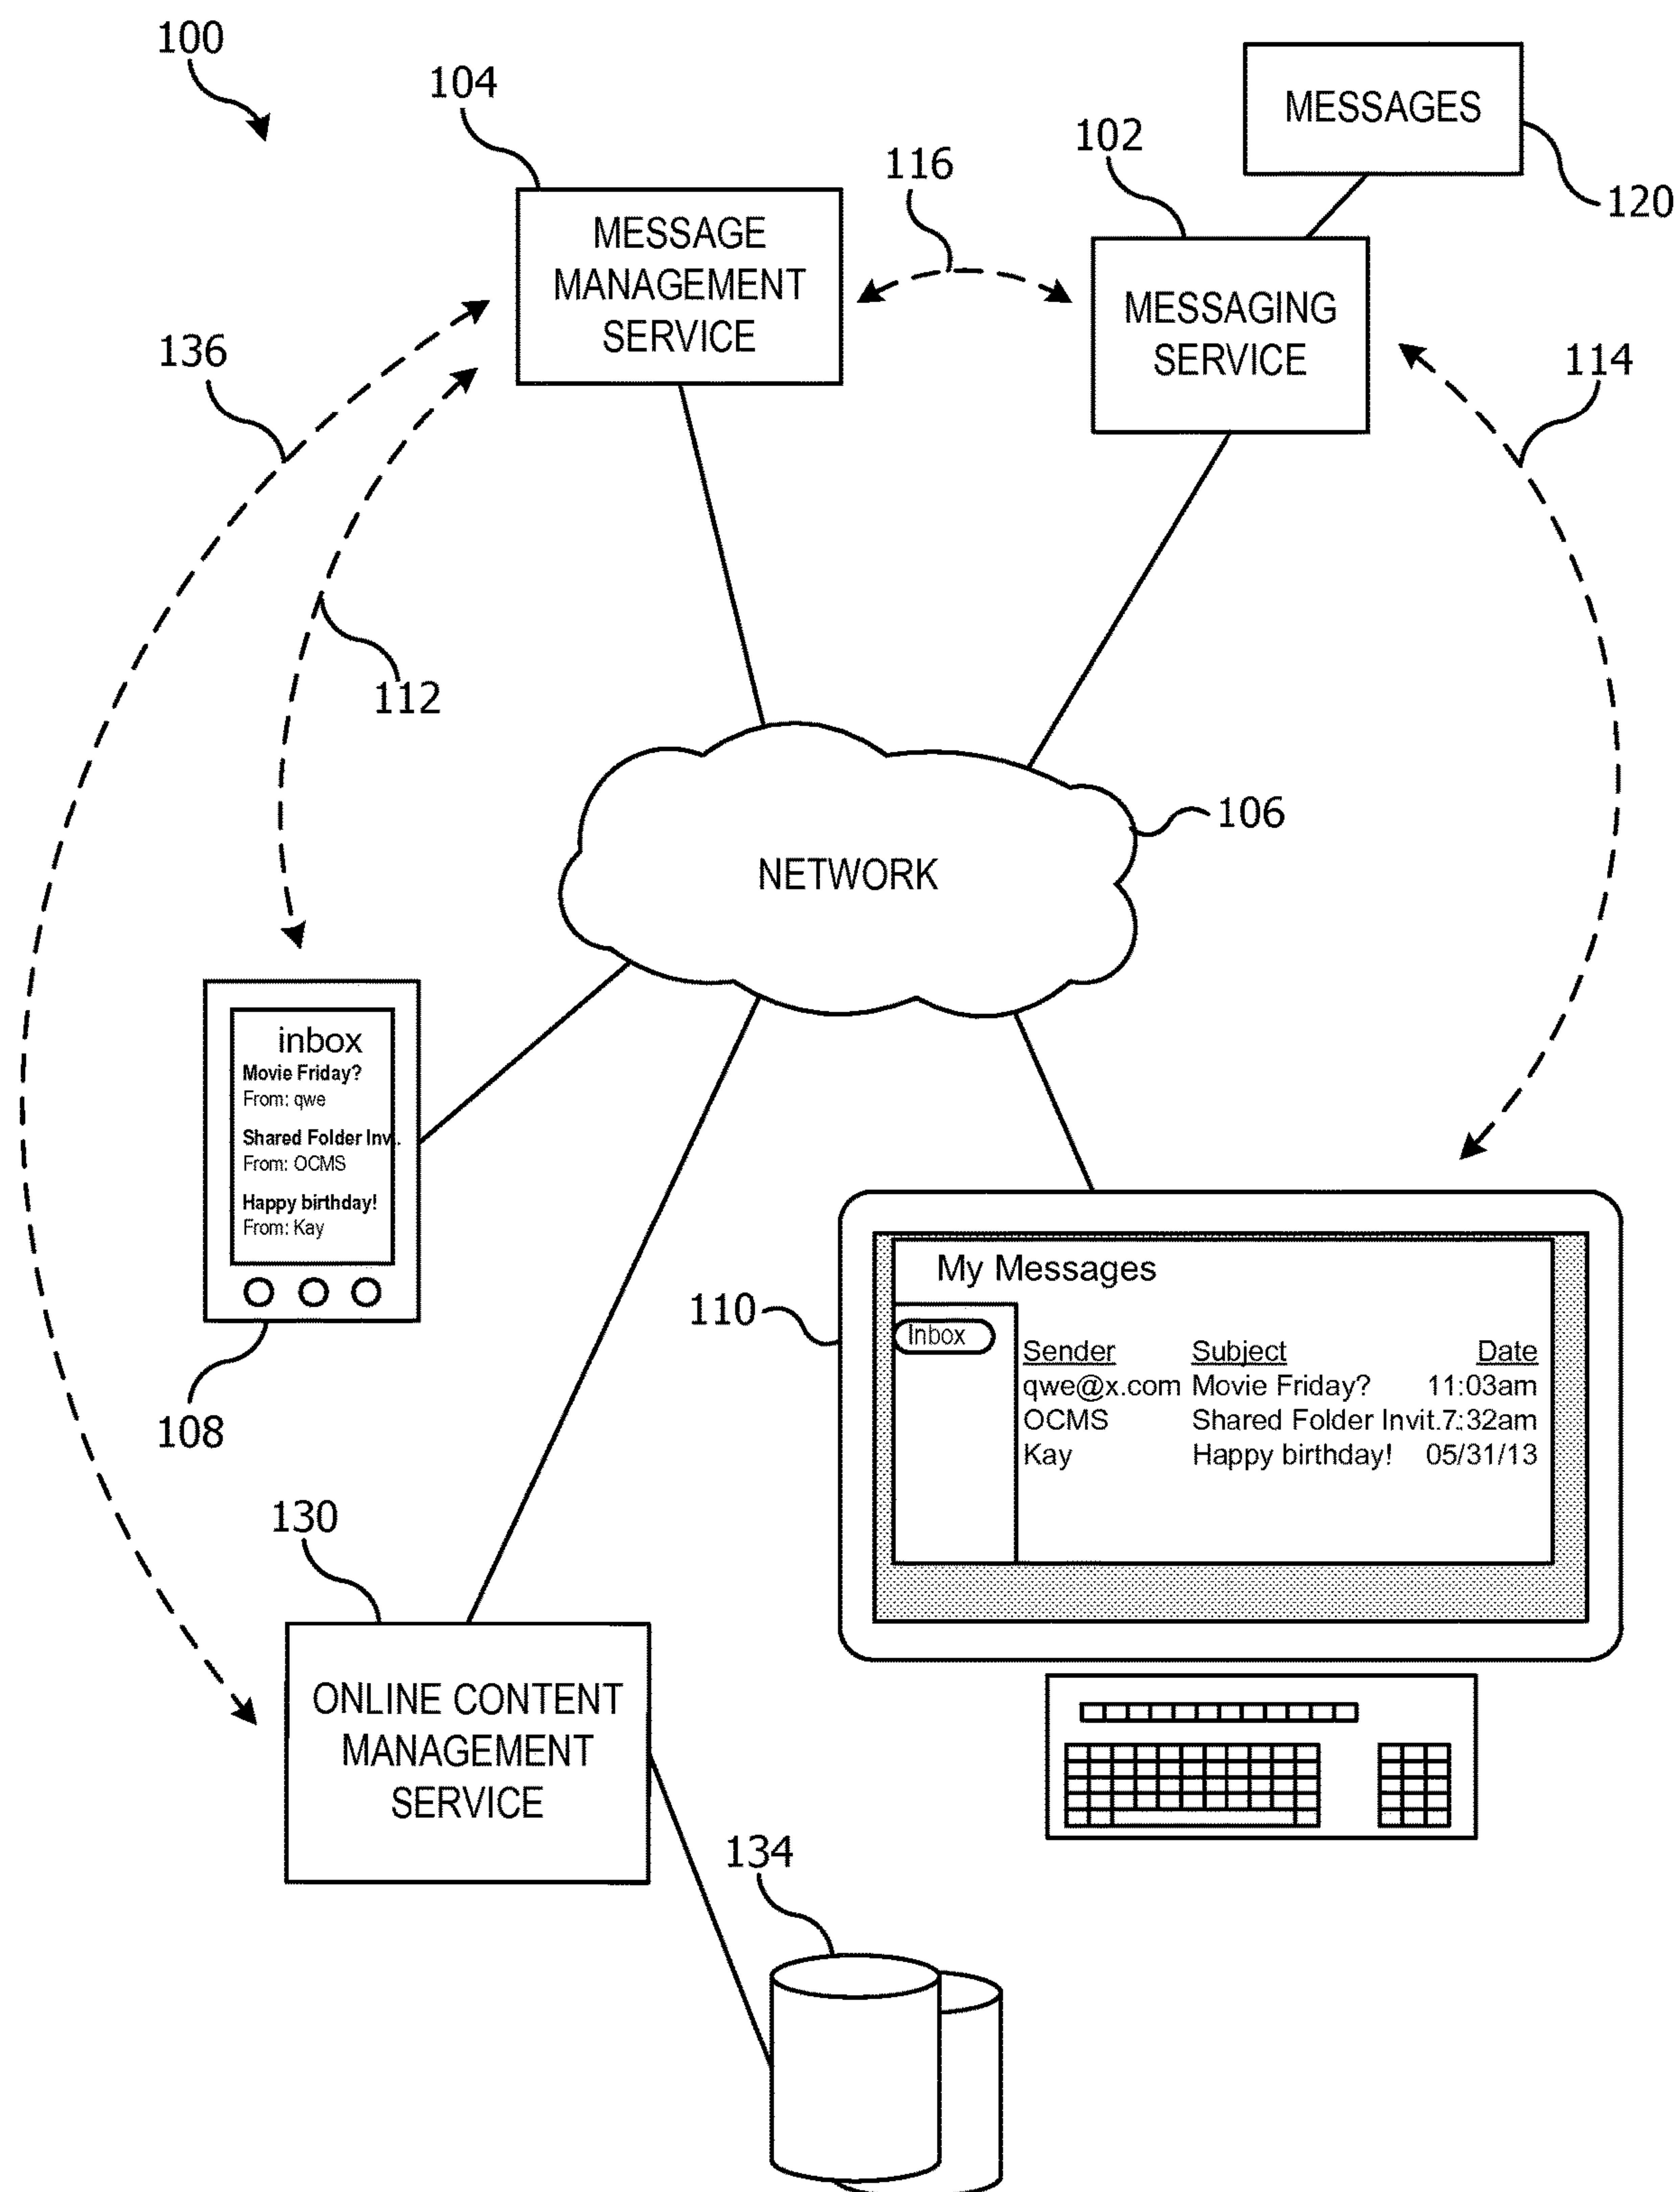 100
104
MESSAGES
102
116
120
MESSAGE
MANAGEMENT
SERVICE
MESSAGING
SERVICE
136
114
112
106
NETWORK
inbox
Movie Friday?
From: qwe
Shared Folder Inv..
From: OCMS
Happy birthday!
From: Kay
108
110
My Messages
Inbox
Sender Subject Date
qwe@x.com Movie Friday? 11:03am
OCMS Shared Folder Invit.7:32am
Kay Happy birthday! 05/31/13
130
ONLINE CONTENT
MANAGEMENT
SERVICE
134